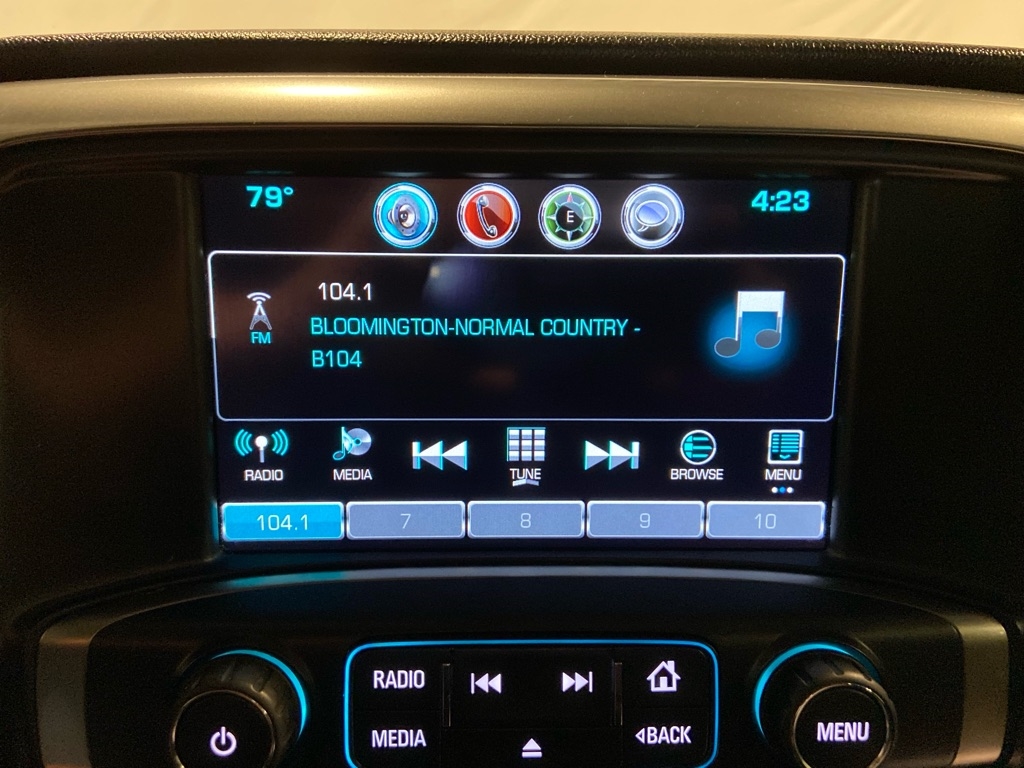 79° E 4:23
104.1
FM BLOOMINGTON-NORMAL COUNTRY -
B104
RADIO MEDIA TUNE BROWSE MENU
104.1 7 8 9 10
RADIO
MEDIA ◁BACK MENU